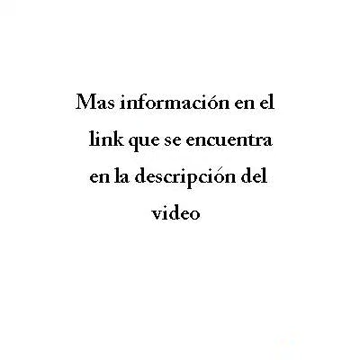 Mas información en el
link que se encuentra
en la descripción del
video